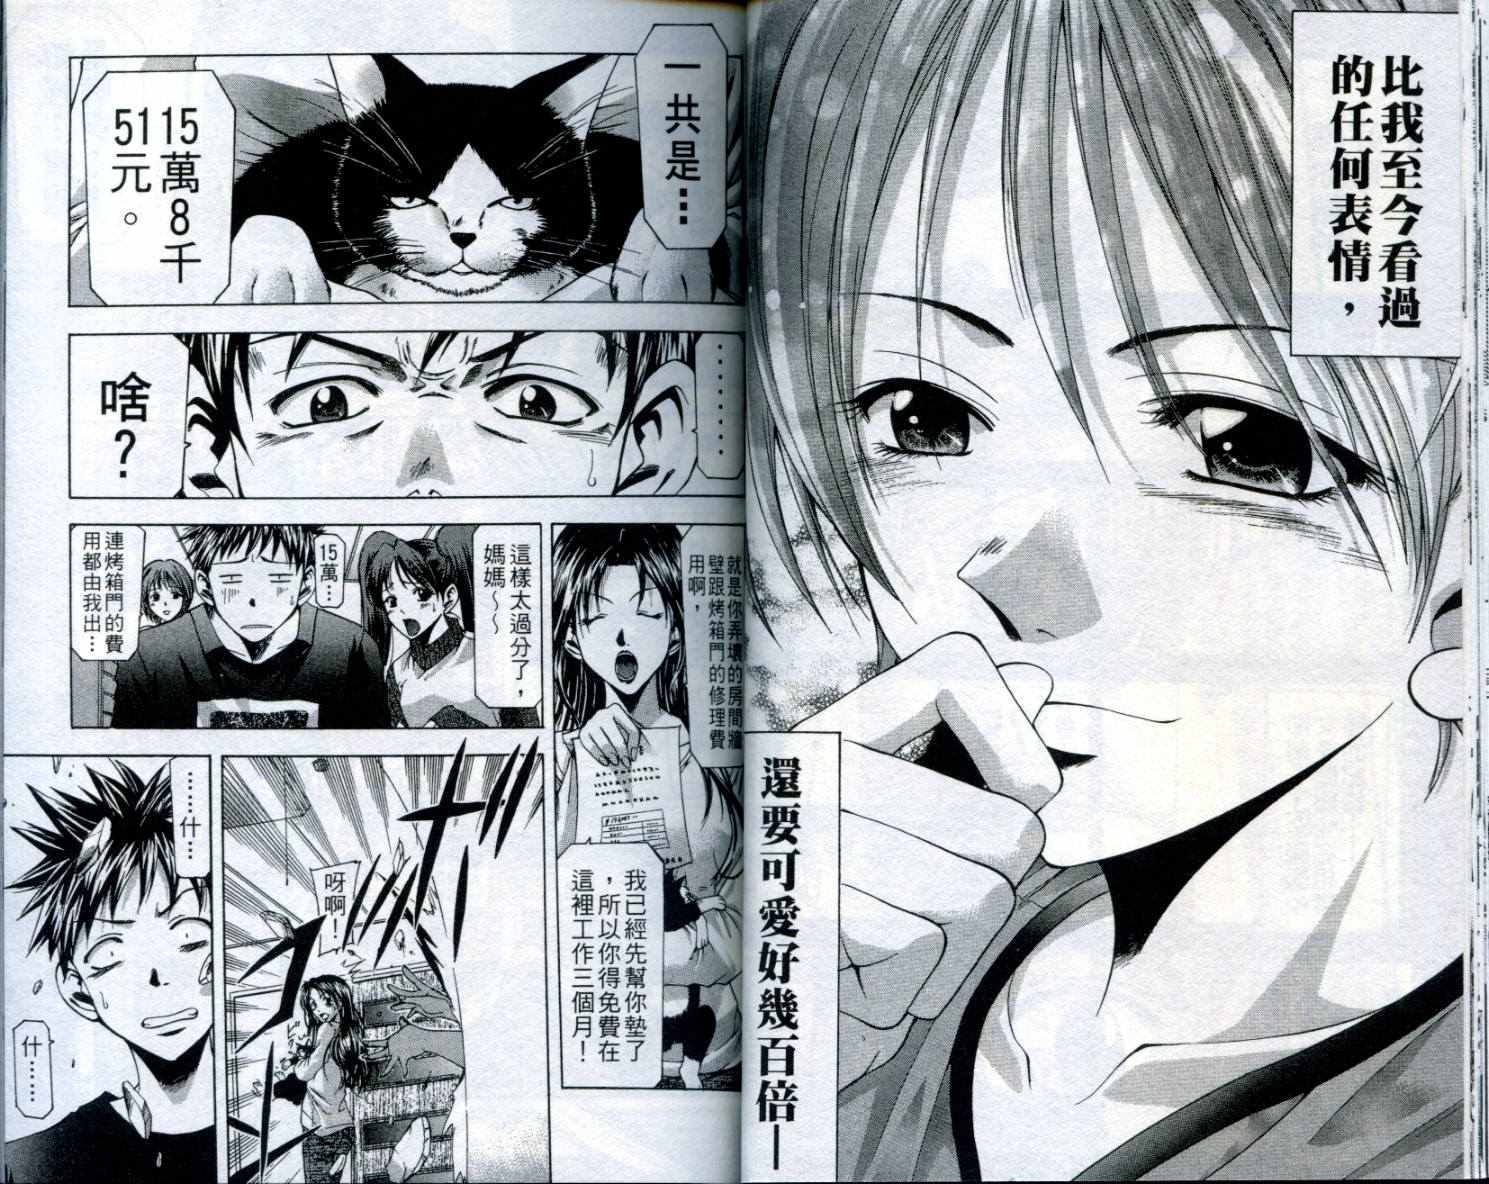 比我至今看過
的任何表情，
還要可愛好幾百倍—
一共是…
15萬8千
51元。
………
啥？
就是你弄壞的房間牆
壁跟烤箱門的修理費
用啊，
我已經先幫你墊了
，所以你得免費在
這裡工作三個月！
這樣太過分了，
媽媽～～
15萬…
連烤箱門的費
用都由我出…
呀啊！
……什…
什……